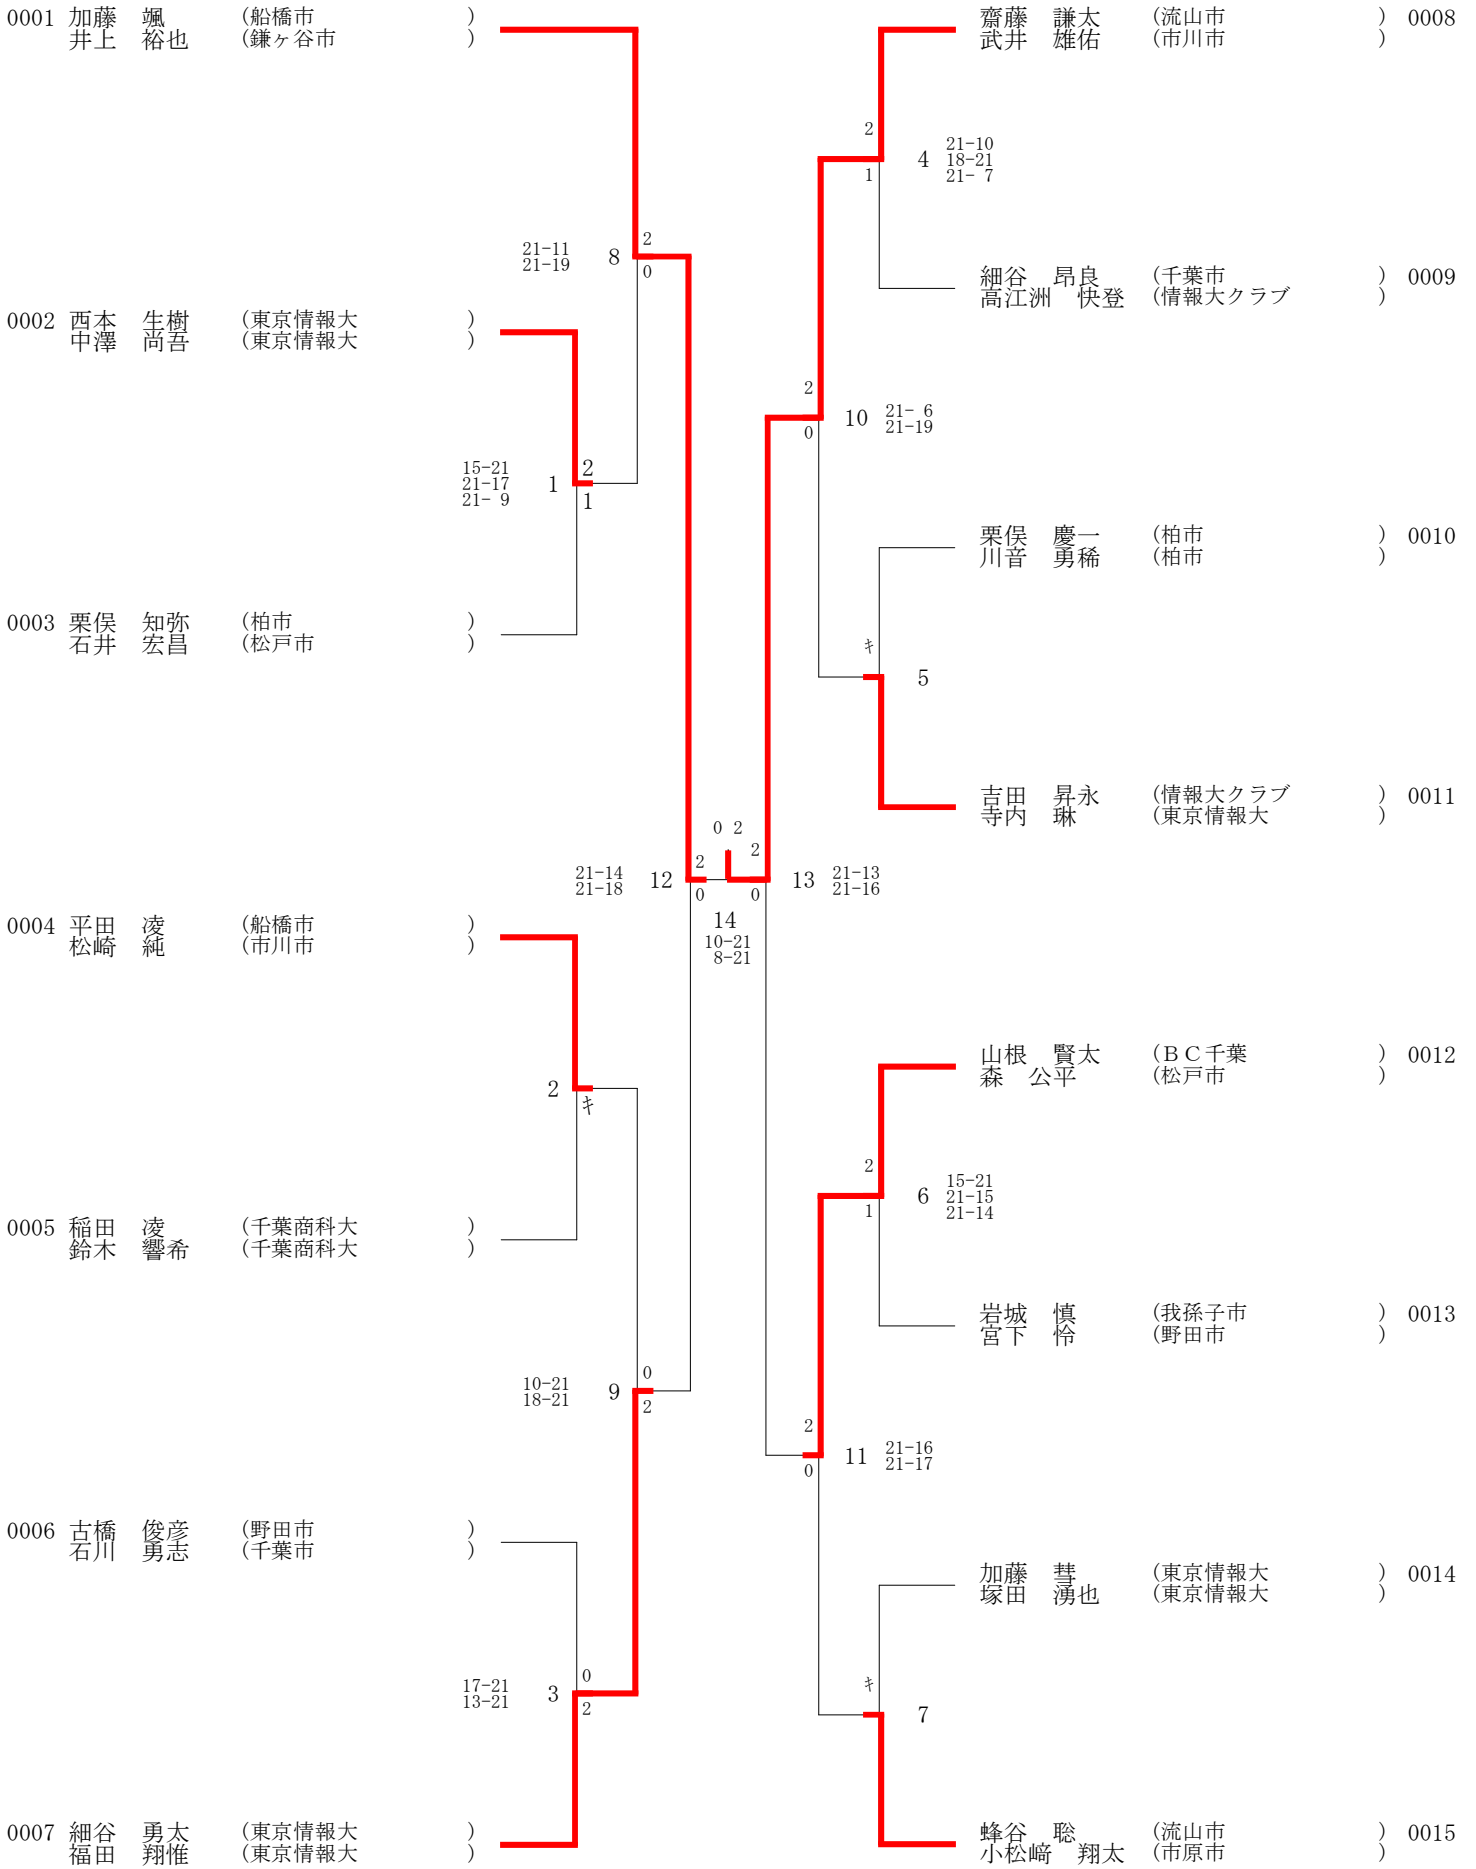 0001 加藤　颯 (船橋市 )
井上　裕也 (鎌ヶ谷市 )
21-11
21-19
8
2
0
0002 西本　生樹 (東京情報大 )
中澤　尚吾 (東京情報大 )
15-21
21-17
21- 9
1
2
1
0003 栗俣　知弥 (柏市 )
石井　宏昌 (松戸市 )
21-14
21-18
12
2
0
0004 平田　凌 (船橋市 )
松崎　純 (市川市 )
2
キ
0005 稲田　凌 (千葉商科大 )
鈴木　響希 (千葉商科大 )
10-21
18-21
9
0
2
0006 古橋　俊彦 (野田市 )
石川　勇志 (千葉市 )
17-21
13-21
3
0
2
0007 細谷　勇太 (東京情報大 )
福田　翔惟 (東京情報大 )
0 2
14
10-21
8-21
齋藤　謙太 (流山市 ) 0008
武井　雄佑 (市川市 )
2
1
4
21-10
18-21
21- 7
細谷　昂良 (千葉市 ) 0009
高江洲　快登 (情報大クラブ )
2
0
10
21- 6
21-19
栗俣　慶一 (柏市 ) 0010
川音　勇稀 (柏市 )
キ
5
吉田　昇永 (情報大クラブ ) 0011
寺内　琳 (東京情報大 )
2
0
13
21-13
21-16
山根　賢太 (ＢＣ千葉 ) 0012
森　公平 (松戸市 )
2
1
6
15-21
21-15
21-14
岩城　慎 (我孫子市 ) 0013
宮下　怜 (野田市 )
2
0
11
21-16
21-17
加藤　彗 (東京情報大 ) 0014
塚田　湧也 (東京情報大 )
キ
7
蜂谷　聡 (流山市 ) 0015
小松﨑　翔太 (市原市 )